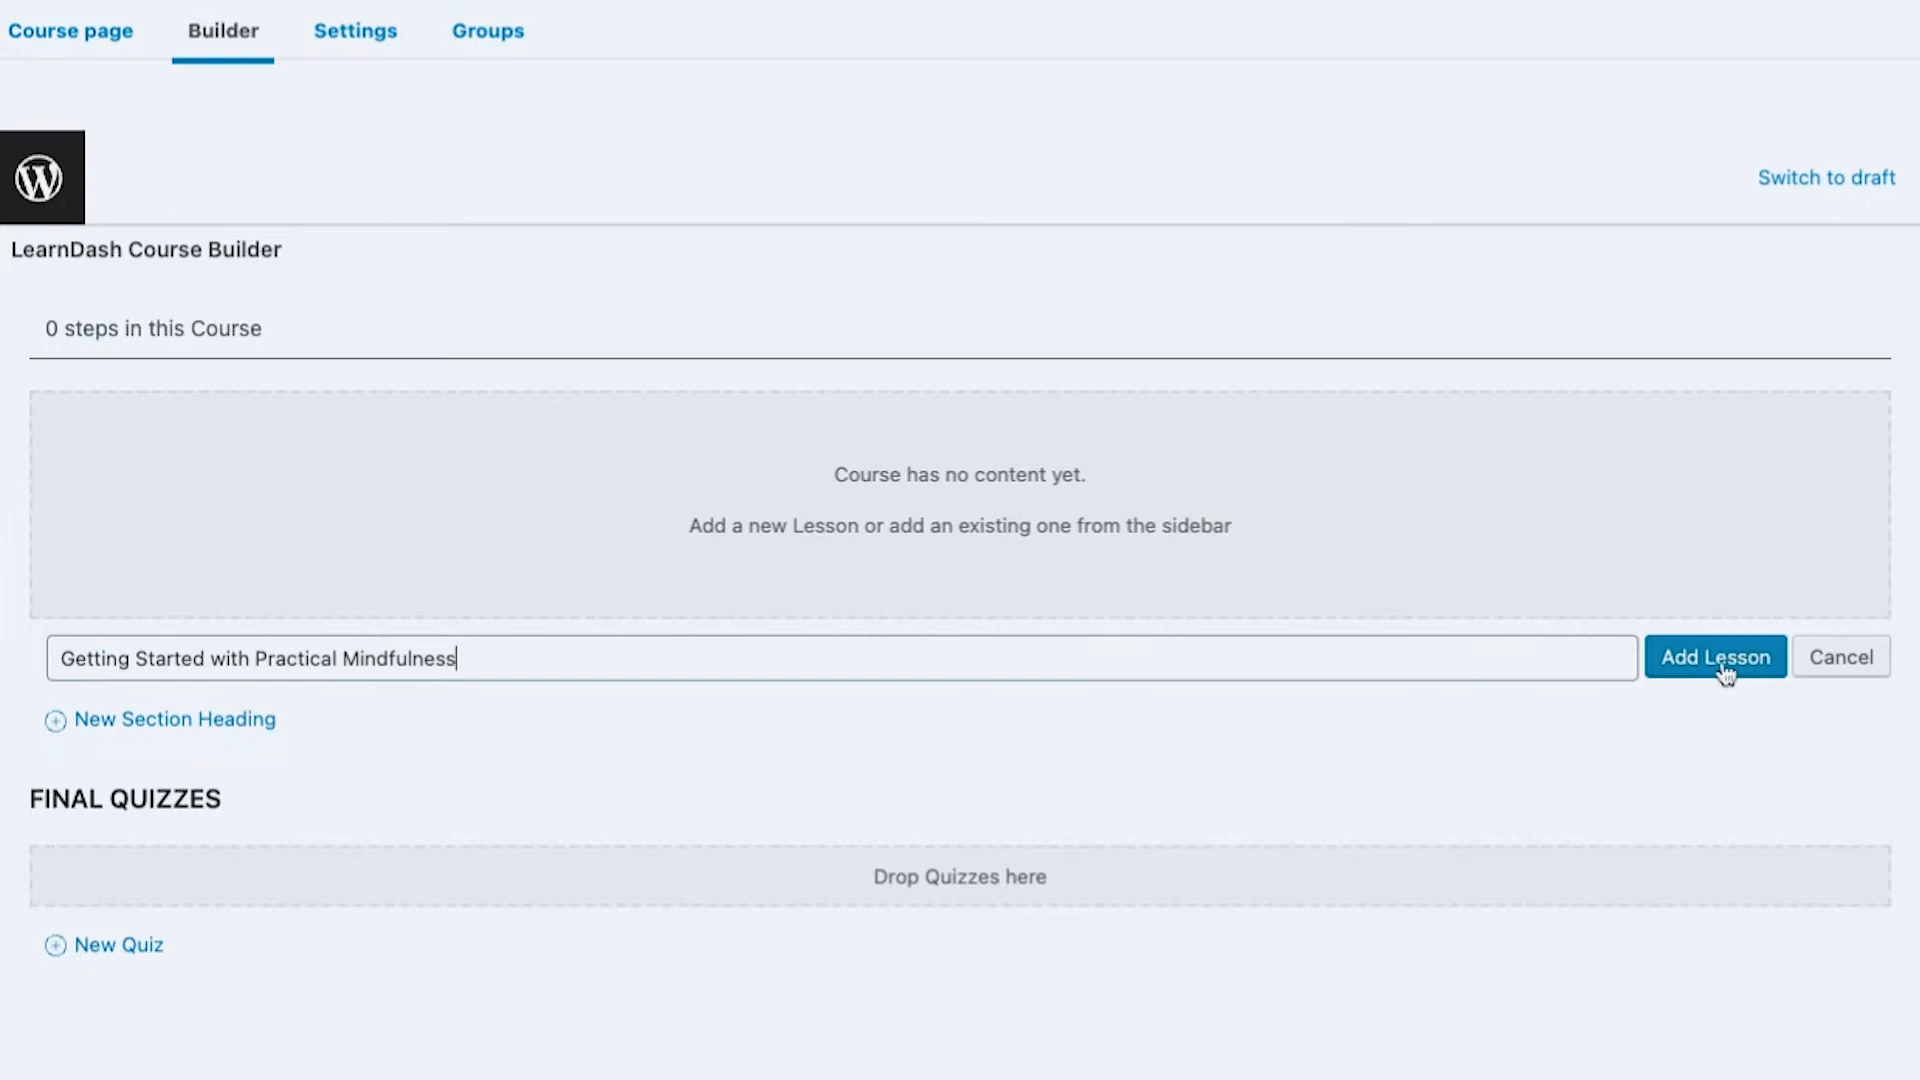 Course page Builder Settings Groups
Switch to draft
LearnDash Course Builder
0 steps in this Course
Course has no content yet.
Add a new Lesson or add an existing one from the sidebar
Getting Started with Practical Mindfulness Add Lesson Cancel
New Section Heading
FINAL QUIZZES
Drop Quizzes here
New Quiz